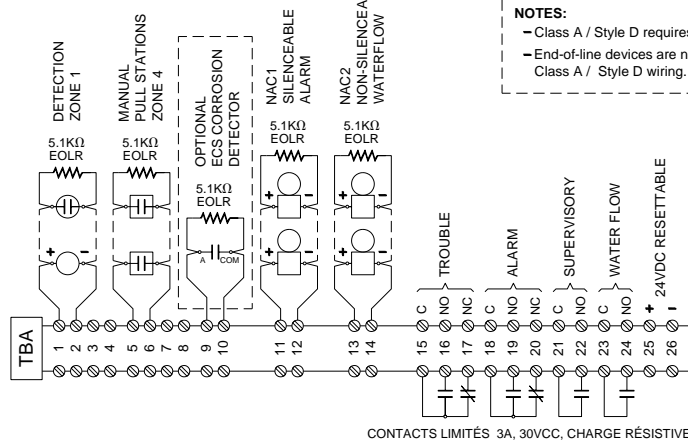 NOTES:
– Class A / Style D requires
– End-of-line devices are n
Class A / Style D wiring.
DETECTION
ZONE 1
MANUAL
PULL STATIONS
ZONE 4
OPTIONAL
ECS CORROSION
DETECTOR
NAC1
SILENCEABLE
ALARM
NAC2
NON-SILENCEA
WATERFLOW
5.1KΩ
EOLR
5.1KΩ
EOLR
5.1KΩ
EOLR
5.1KΩ
EOLR
5.1KΩ
EOLR
+ –
+ –
+ –
+ –
+ –
A COM
TROUBLE
ALARM
SUPERVISORY
WATER FLOW
24VDC RESETTABLE
C NO NC C NO NC C NO C NO + –
TBA
1 2 3 4 5 6 7 8 9 10 11 12 13 14 15 16 17 18 19 20 21 22 23 24 25 26
CONTACTS LIMITÉS 3A, 30VCC, CHARGE RÉSISTIVE